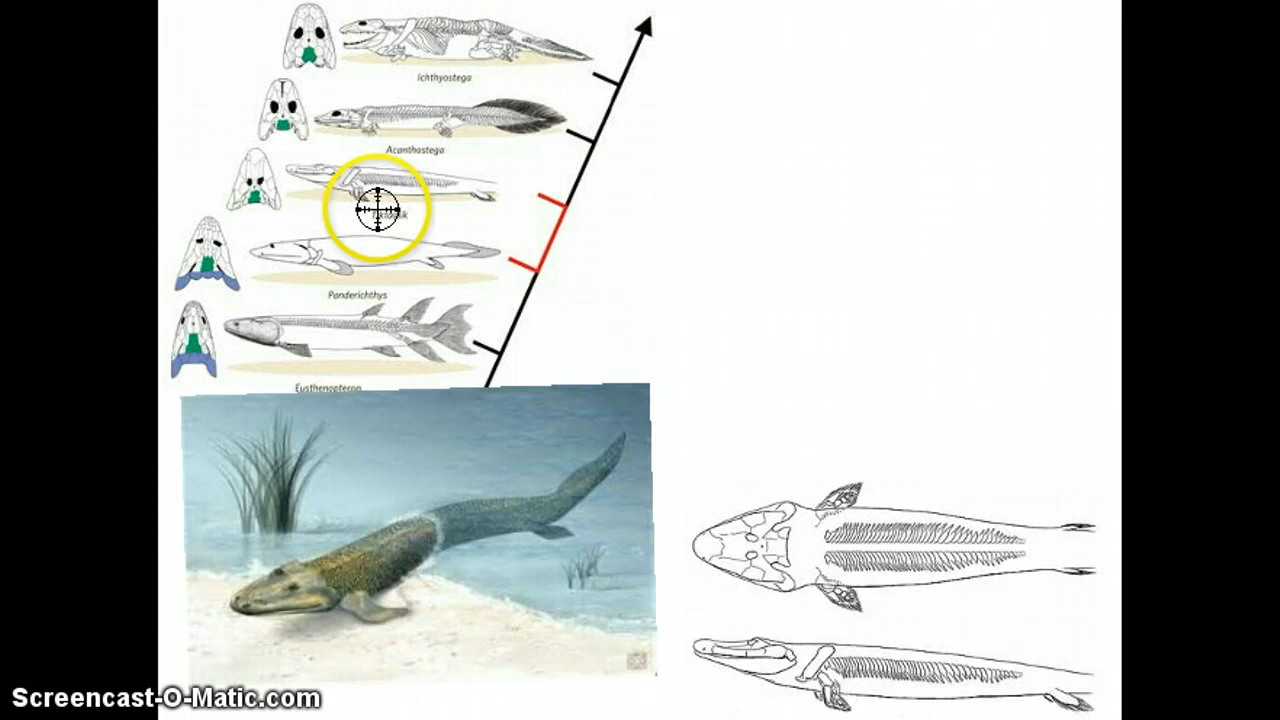 Ichthyostega
Acanthostega
Panderichthys
Eusthenopteron
Screencast-O-Matic.com